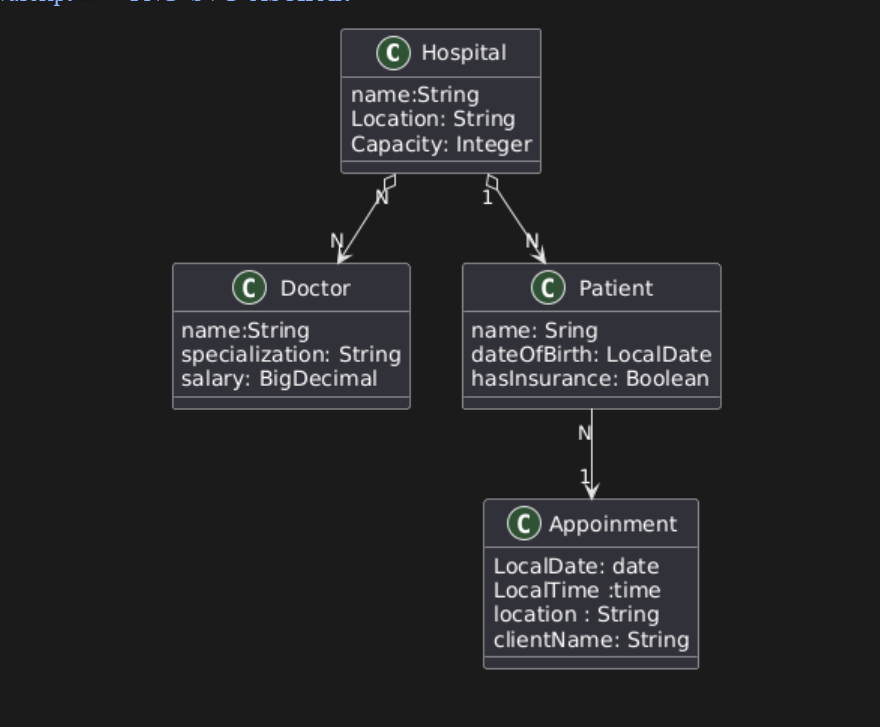 C Hospital
name:String
Location: String
Capacity: Integer
N 1
N N
C Doctor
name:String
specialization: String
salary: BigDecimal
C Patient
name: Sring
dateOfBirth: LocalDate
hasInsurance: Boolean
N
1
C Appoinment
LocalDate: date
LocalTime :time
location : String
clientName: String